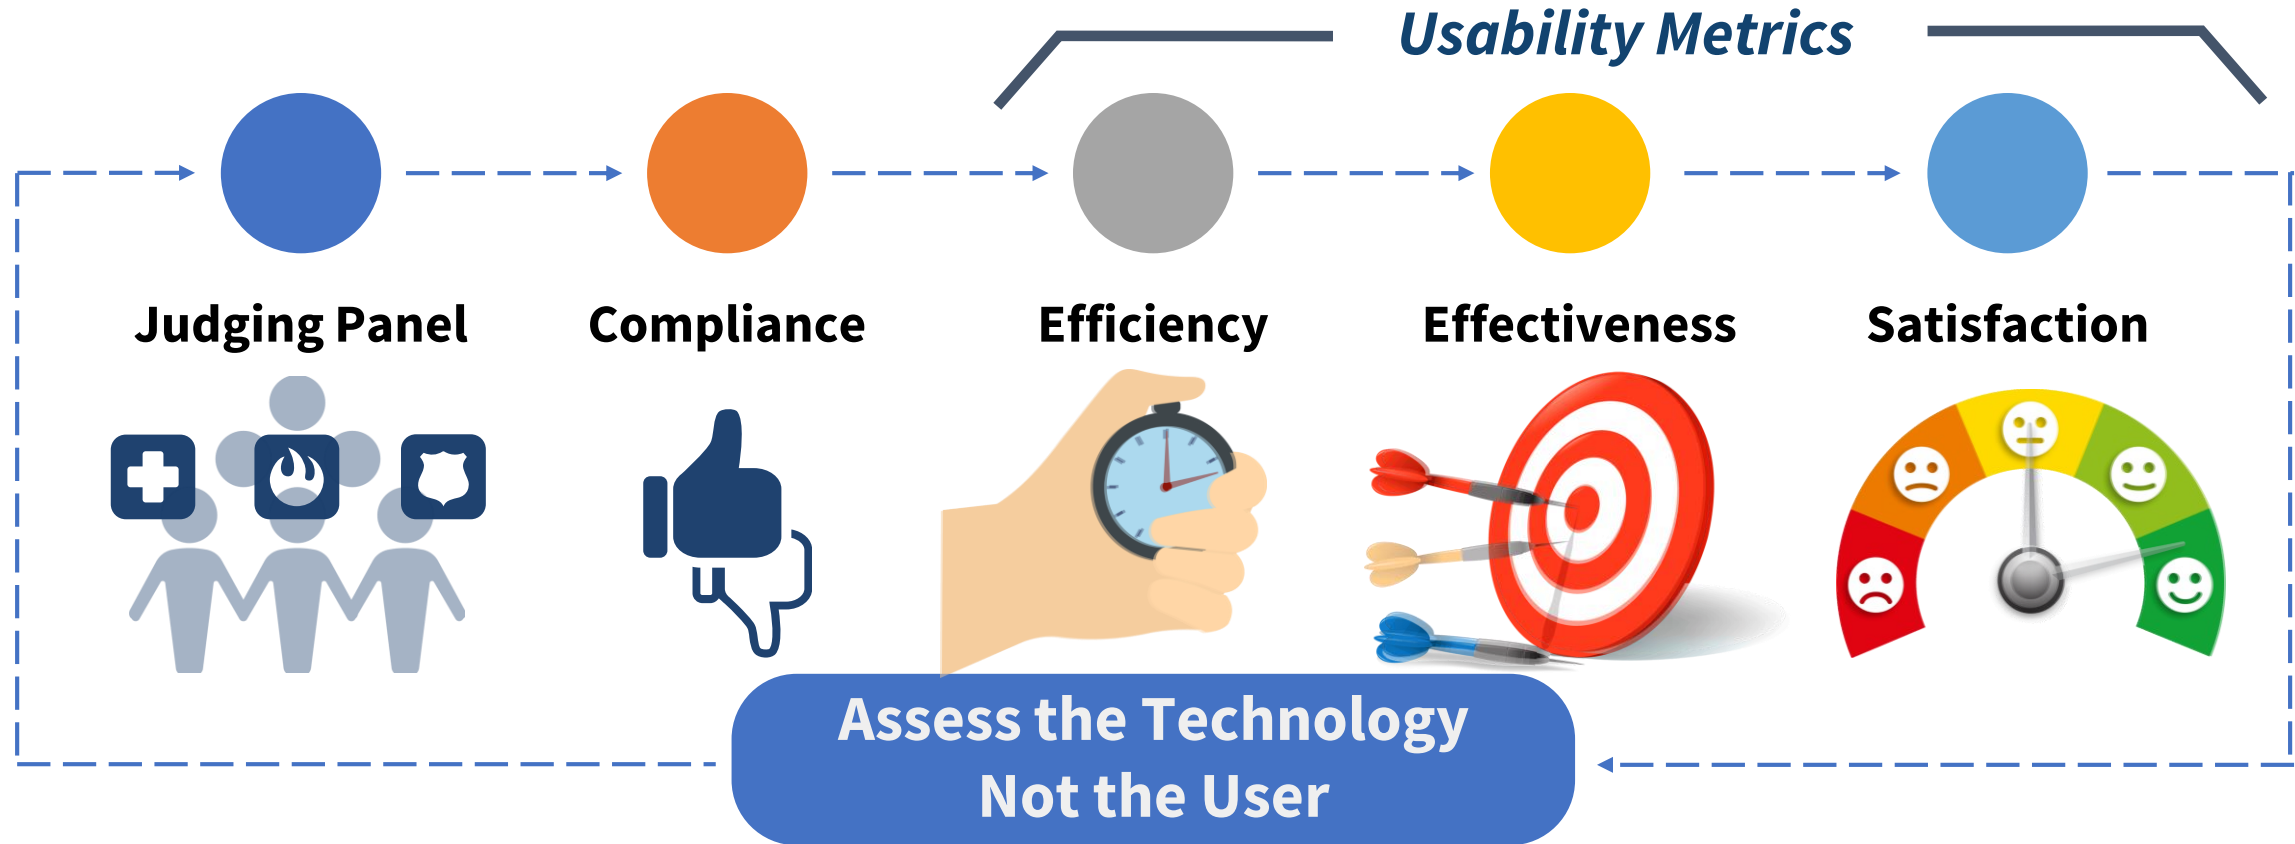 Usability Metrics
Judging Panel
Compliance
Efficiency
Effectiveness
Satisfaction
Assess the Technology
Not the User